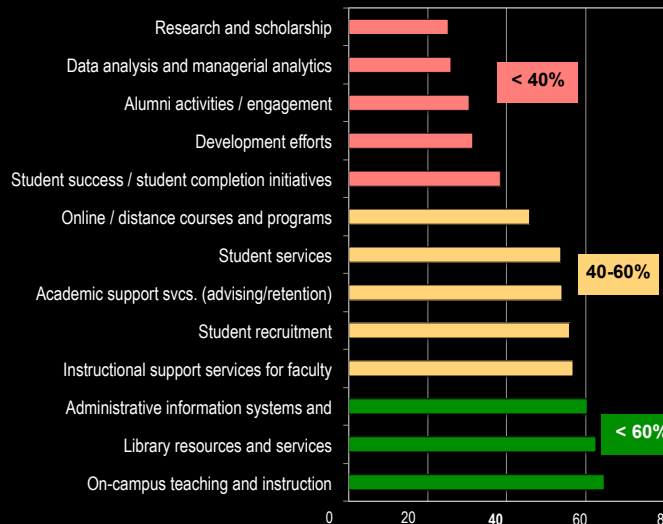 Research and scholarship
Data analysis and managerial analytics
< 40%
Alumni activities / engagement
Development efforts
Student success / student completion initiatives
Online / distance courses and programs
Student services
40-60%
Academic support svcs. (advising/retention)
Student recruitment
Instructional support services for faculty
Administrative information systems and
< 60%
Library resources and services
On-campus teaching and instruction
0 20 40 60 8